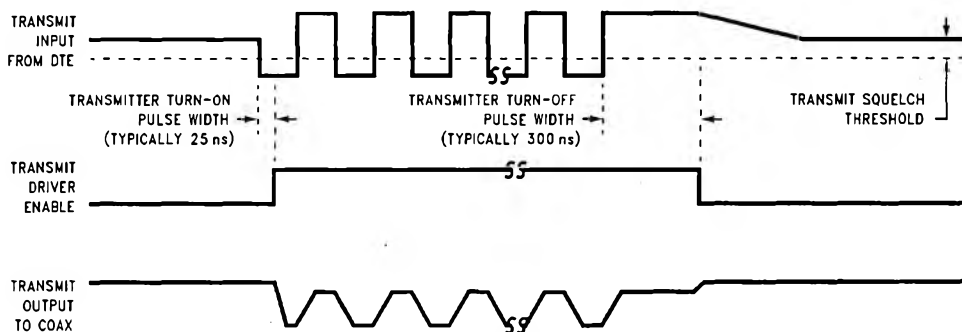 TRANSMIT
INPUT
FROM DTE
TRANSMITTER TURN-ON
PULSE WIDTH
(TYPICALLY 25 ns)
TRANSMITTER TURN-OFF
PULSE WIDTH
(TYPICALLY 300 ns)
TRANSMIT SQUELCH
THRESHOLD
TRANSMIT
DRIVER
ENABLE
TRANSMIT
OUTPUT
TO COAX